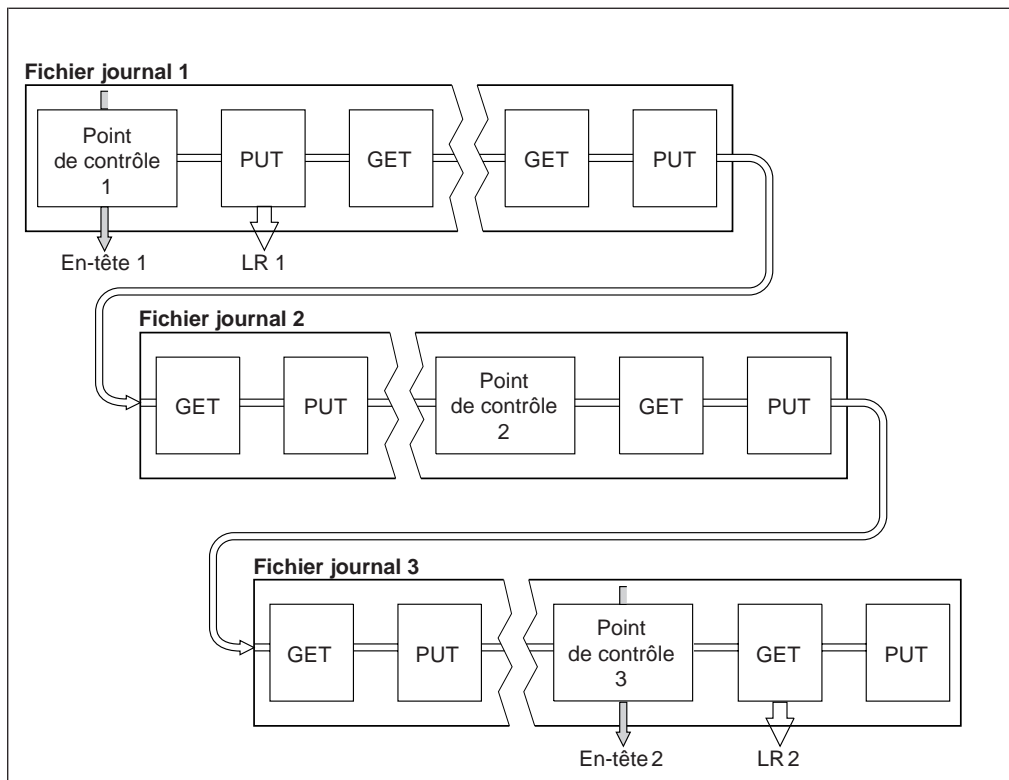 Fichier journal 1
Point
de contrôle
1
PUT
GET
GET
PUT
En-tête 1
LR 1
Fichier journal 2
GET
PUT
Point
de contrôle
2
GET
PUT
Fichier journal 3
GET
PUT
Point
de contrôle
3
GET
PUT
En-tête 2
LR 2